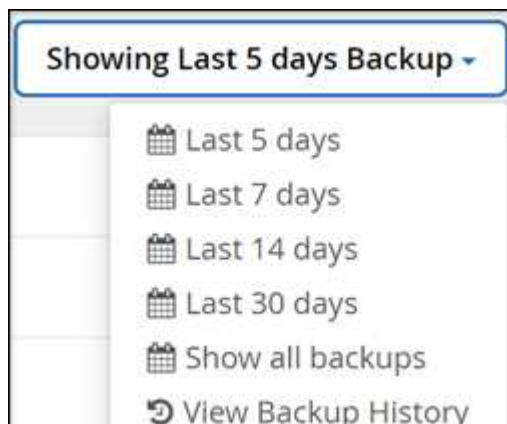 Showing Last 5 days Backup
Last 5 days
Last 7 days
Last 14 days
Last 30 days
Show all backups
View Backup History